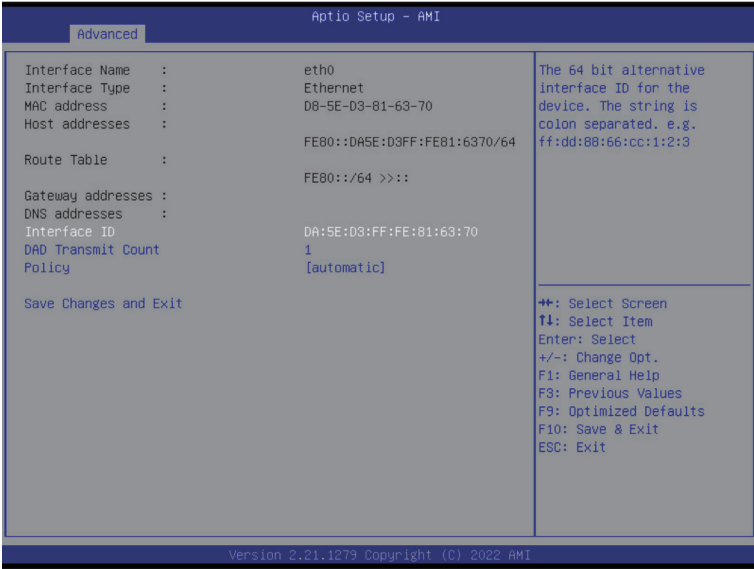 Aptio Setup – AMI
Advanced
Interface Name : eth0
Interface Type : Ethernet
MAC address : D8-5E-D3-81-63-70
Host addresses :
FE80::DA5E:D3FF:FE81:6370/64
Route Table :
FE80::/64 >>::
Gateway addresses :
DNS addresses :
Interface ID DA:5E:D3:FF:FE:81:63:70
DAD Transmit Count 1
Policy [automatic]
Save Changes and Exit
The 64 bit alternative
interface ID for the
device. The string is
colon separated. e.g.
ff:dd:88:66:cc:1:2:3
→←: Select Screen
↑↓: Select Item
Enter: Select
+/-: Change Opt.
F1: General Help
F3: Previous Values
F9: Optimized Defaults
F10: Save & Exit
ESC: Exit
Version 2.21.1279 Copyright (C) 2022 AMI